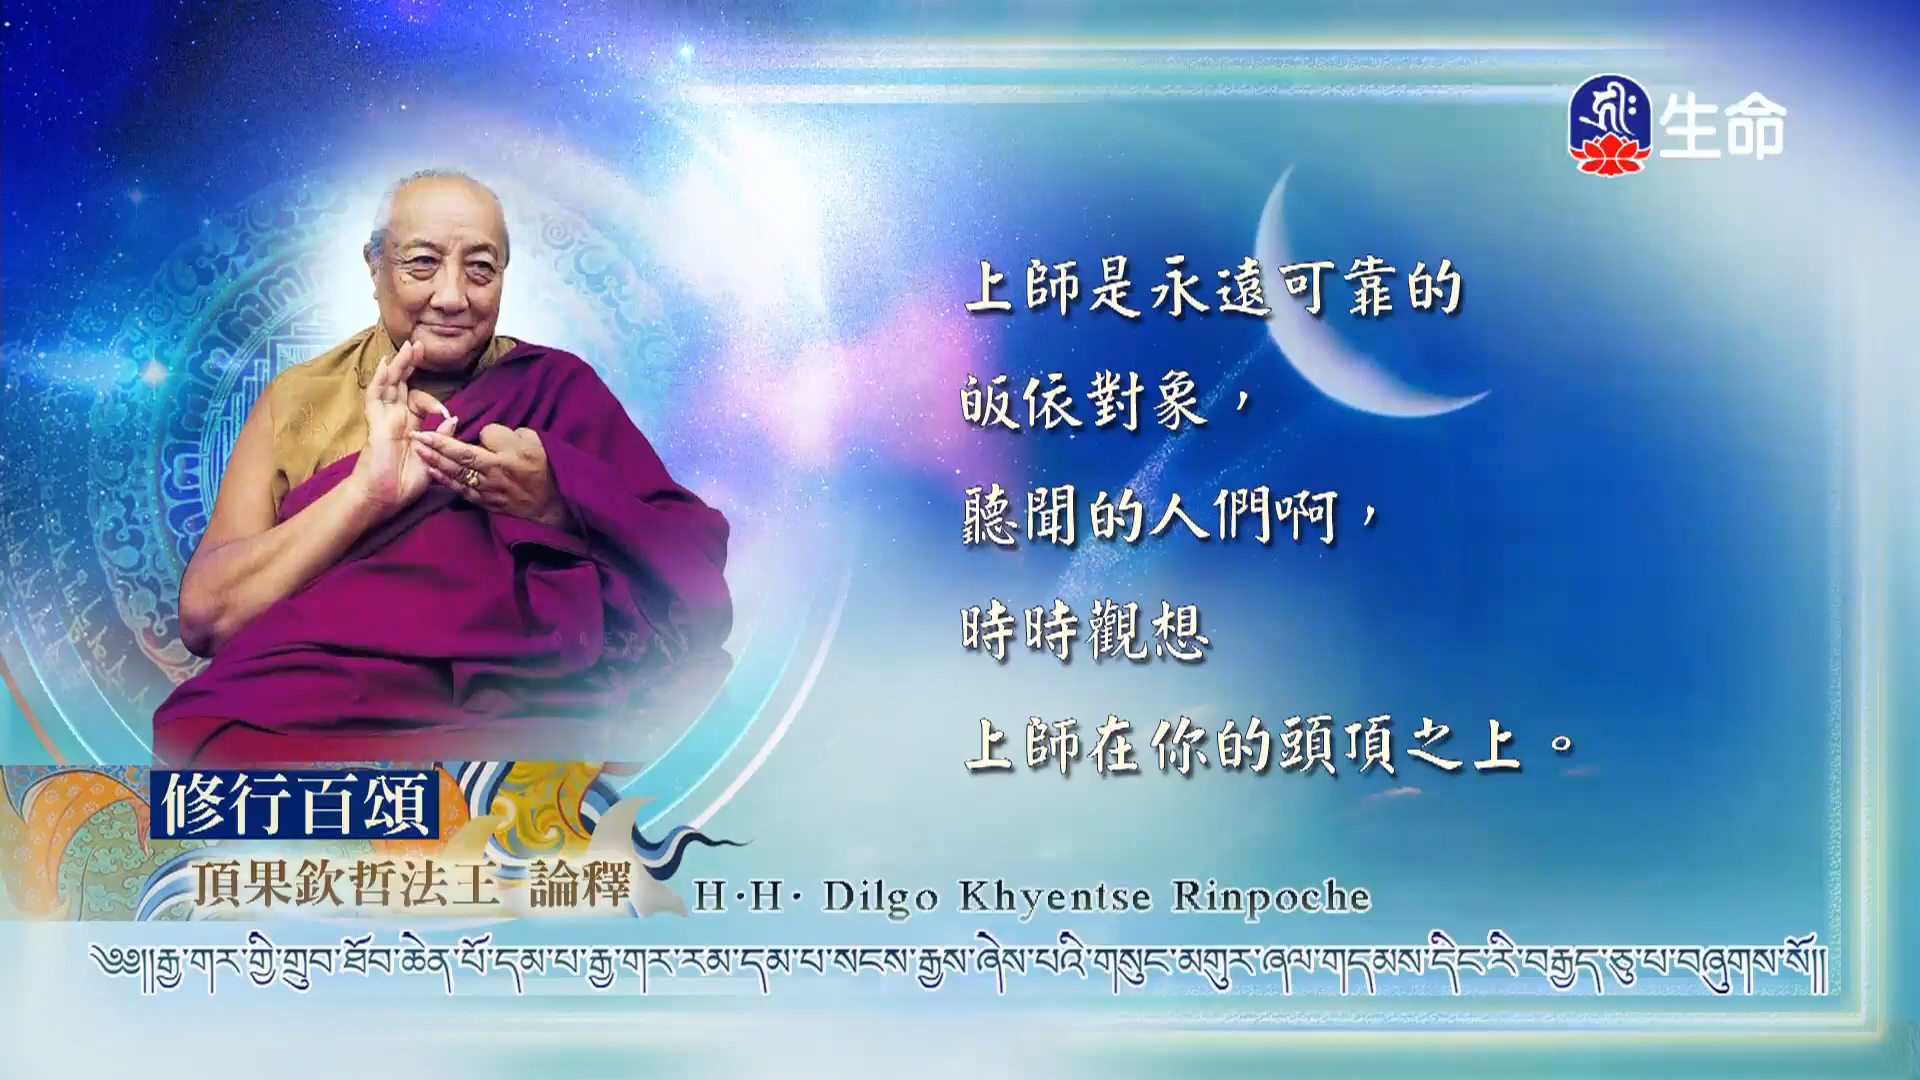 生命
上師是永遠可靠的
皈依對象，
聽聞的人們啊，
時時觀想
上師在你的頭頂之上。
修行百頌
頂果欽哲法王 論釋
H.H. Dilgo Khyentse Rinpoche
༄༅།།རྒྱ་གར་གྱི་གྲུབ་ཐོབ་ཆེན་པོ་དམ་པ་རྒྱ་གར་རམ་དམ་པ་སངས་རྒྱས་ཞེས་པའི་གསུང་མགུར་ཞལ་གདམས་དིང་རི་བརྒྱད་ཅུ་པ་བཞུགས་སོ།།